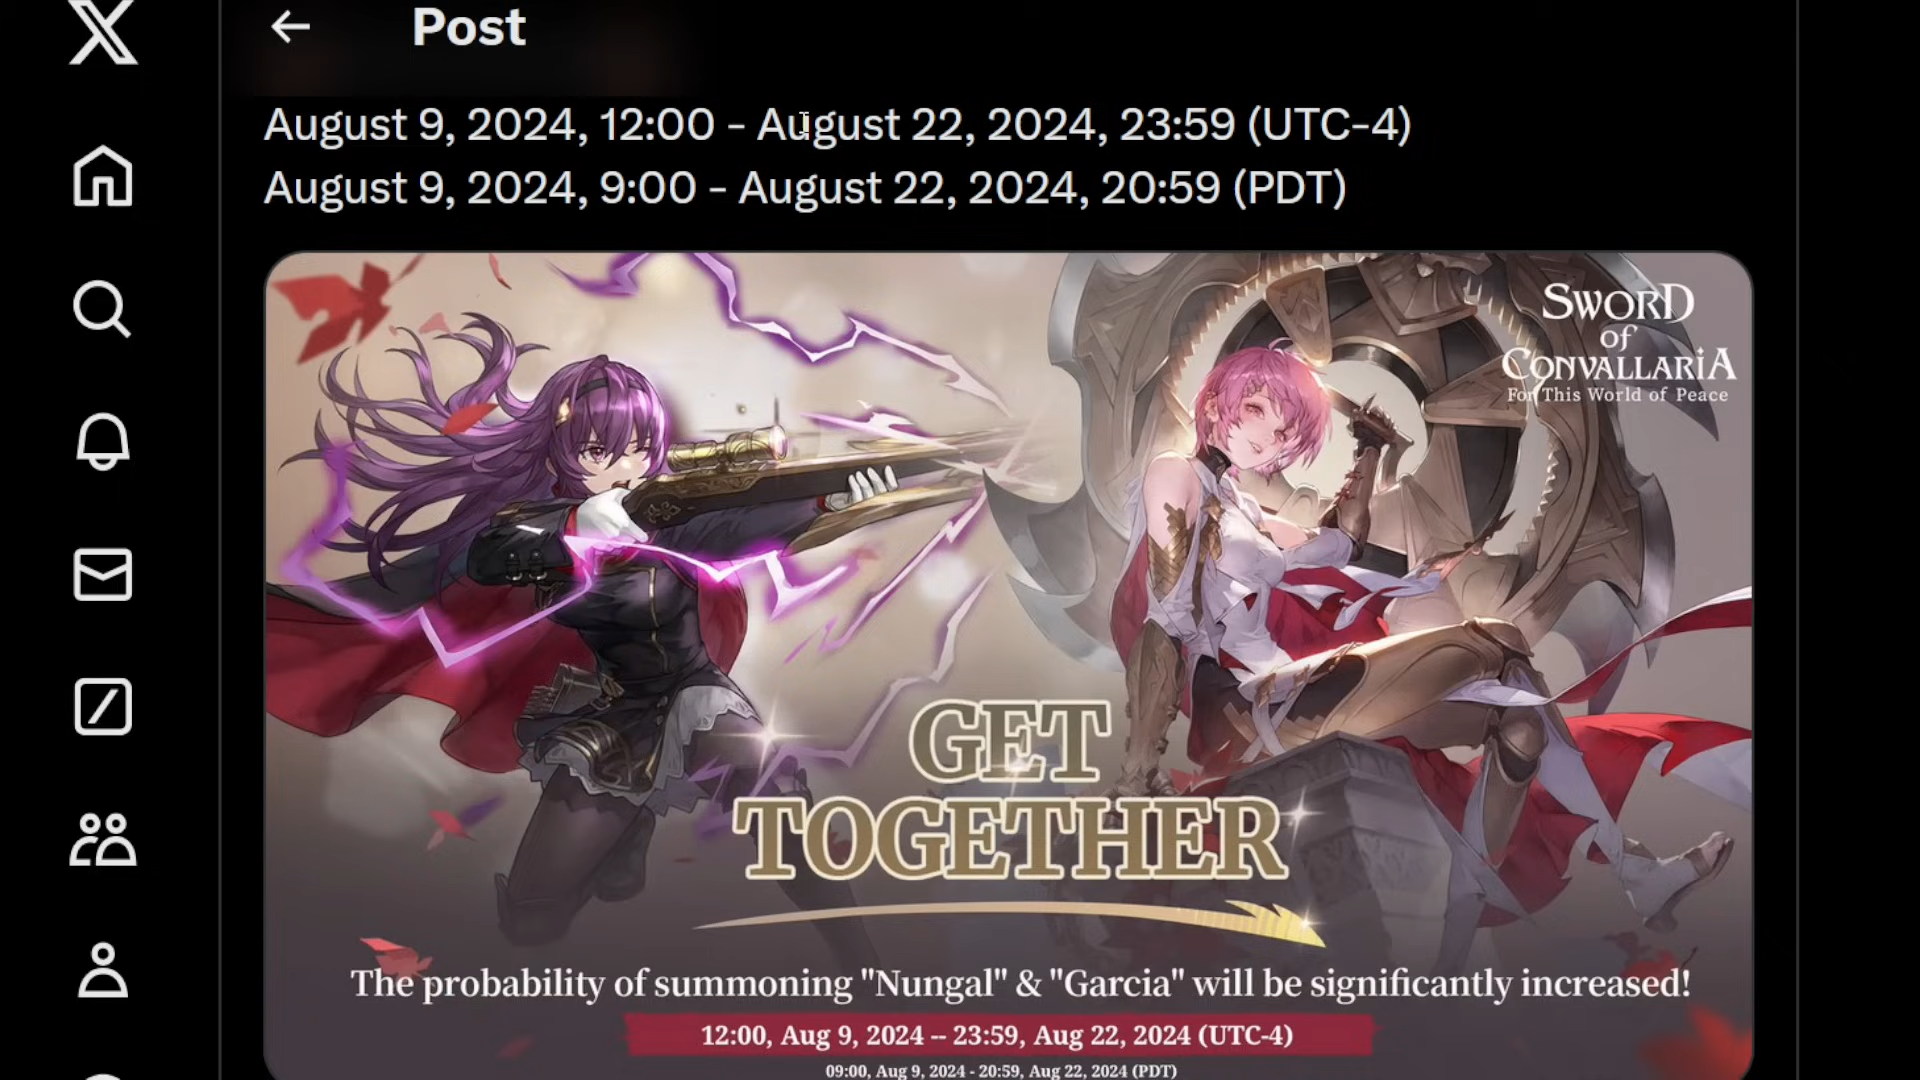 Post
August 9, 2024, 12:00 - August 22, 2024, 23:59 (UTC-4)
August 9, 2024, 9:00 - August 22, 2024, 20:59 (PDT)
SWORD
of
CONVALLARIA
For This World of Peace
GET
TOGETHER
The probability of summoning "Nungal" & "Garcia" will be significantly increased!
12:00, Aug 9, 2024 -- 23:59, Aug 22, 2024 (UTC-4)
09:00, Aug 9, 2024 - 20:59, Aug 22, 2024 (PDT)